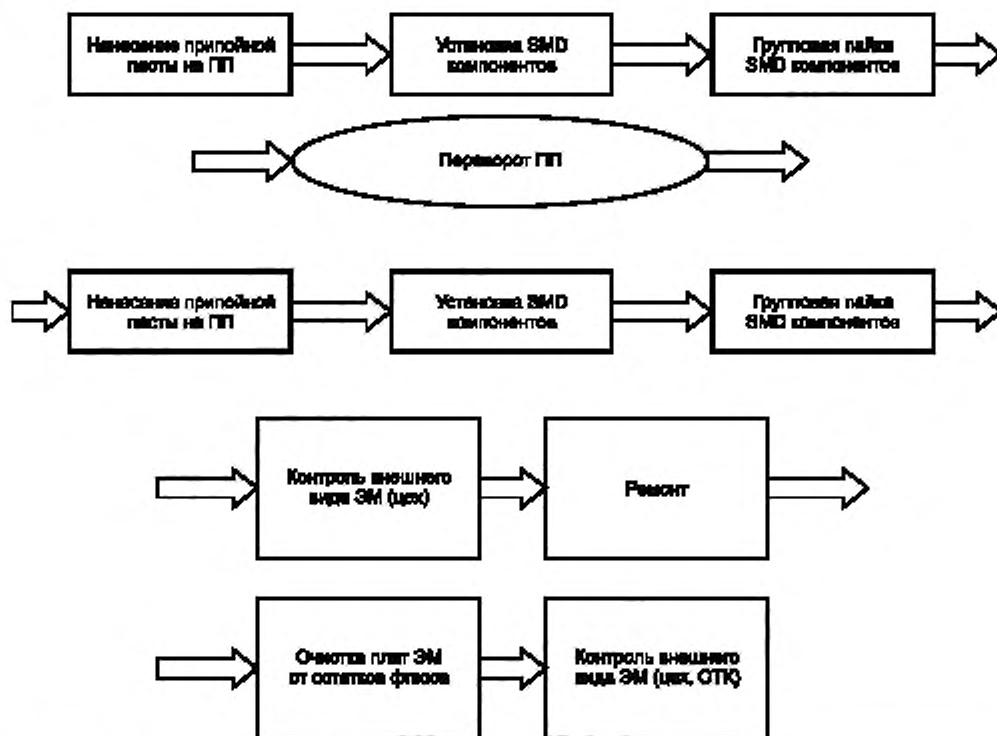 Нанесение припойной
пасты на ПП
Установка SMD
компонентов
Групповая пайка
SMD компонентов
Переворот ПП
Нанесение припойной
пасты на ПП
Установка SMD
компонентов
Групповая пайка
SMD компонентов
Контроль внешнего
вида ЭМ (цех)
Ремонт
Очистка плат ЭМ
от остатков флюса
Контроль внешнего
вида ЭМ (цех, ОТК)